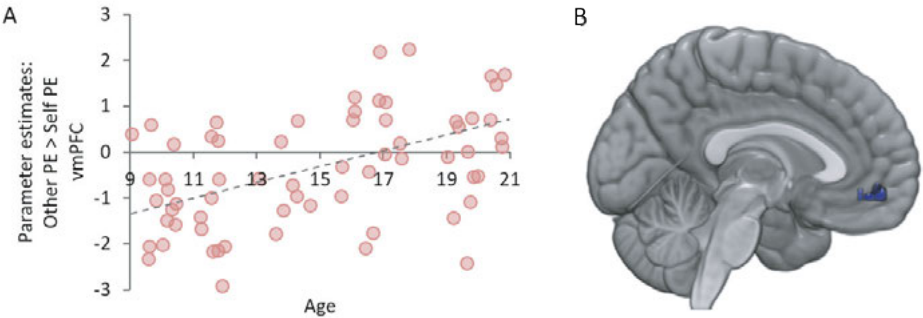 A
B
Parameter estimates:
Other PE > Self PE
vmPFC
3
2
1
0
-1
-2
-3
9 11 13 15 17 19 21
Age